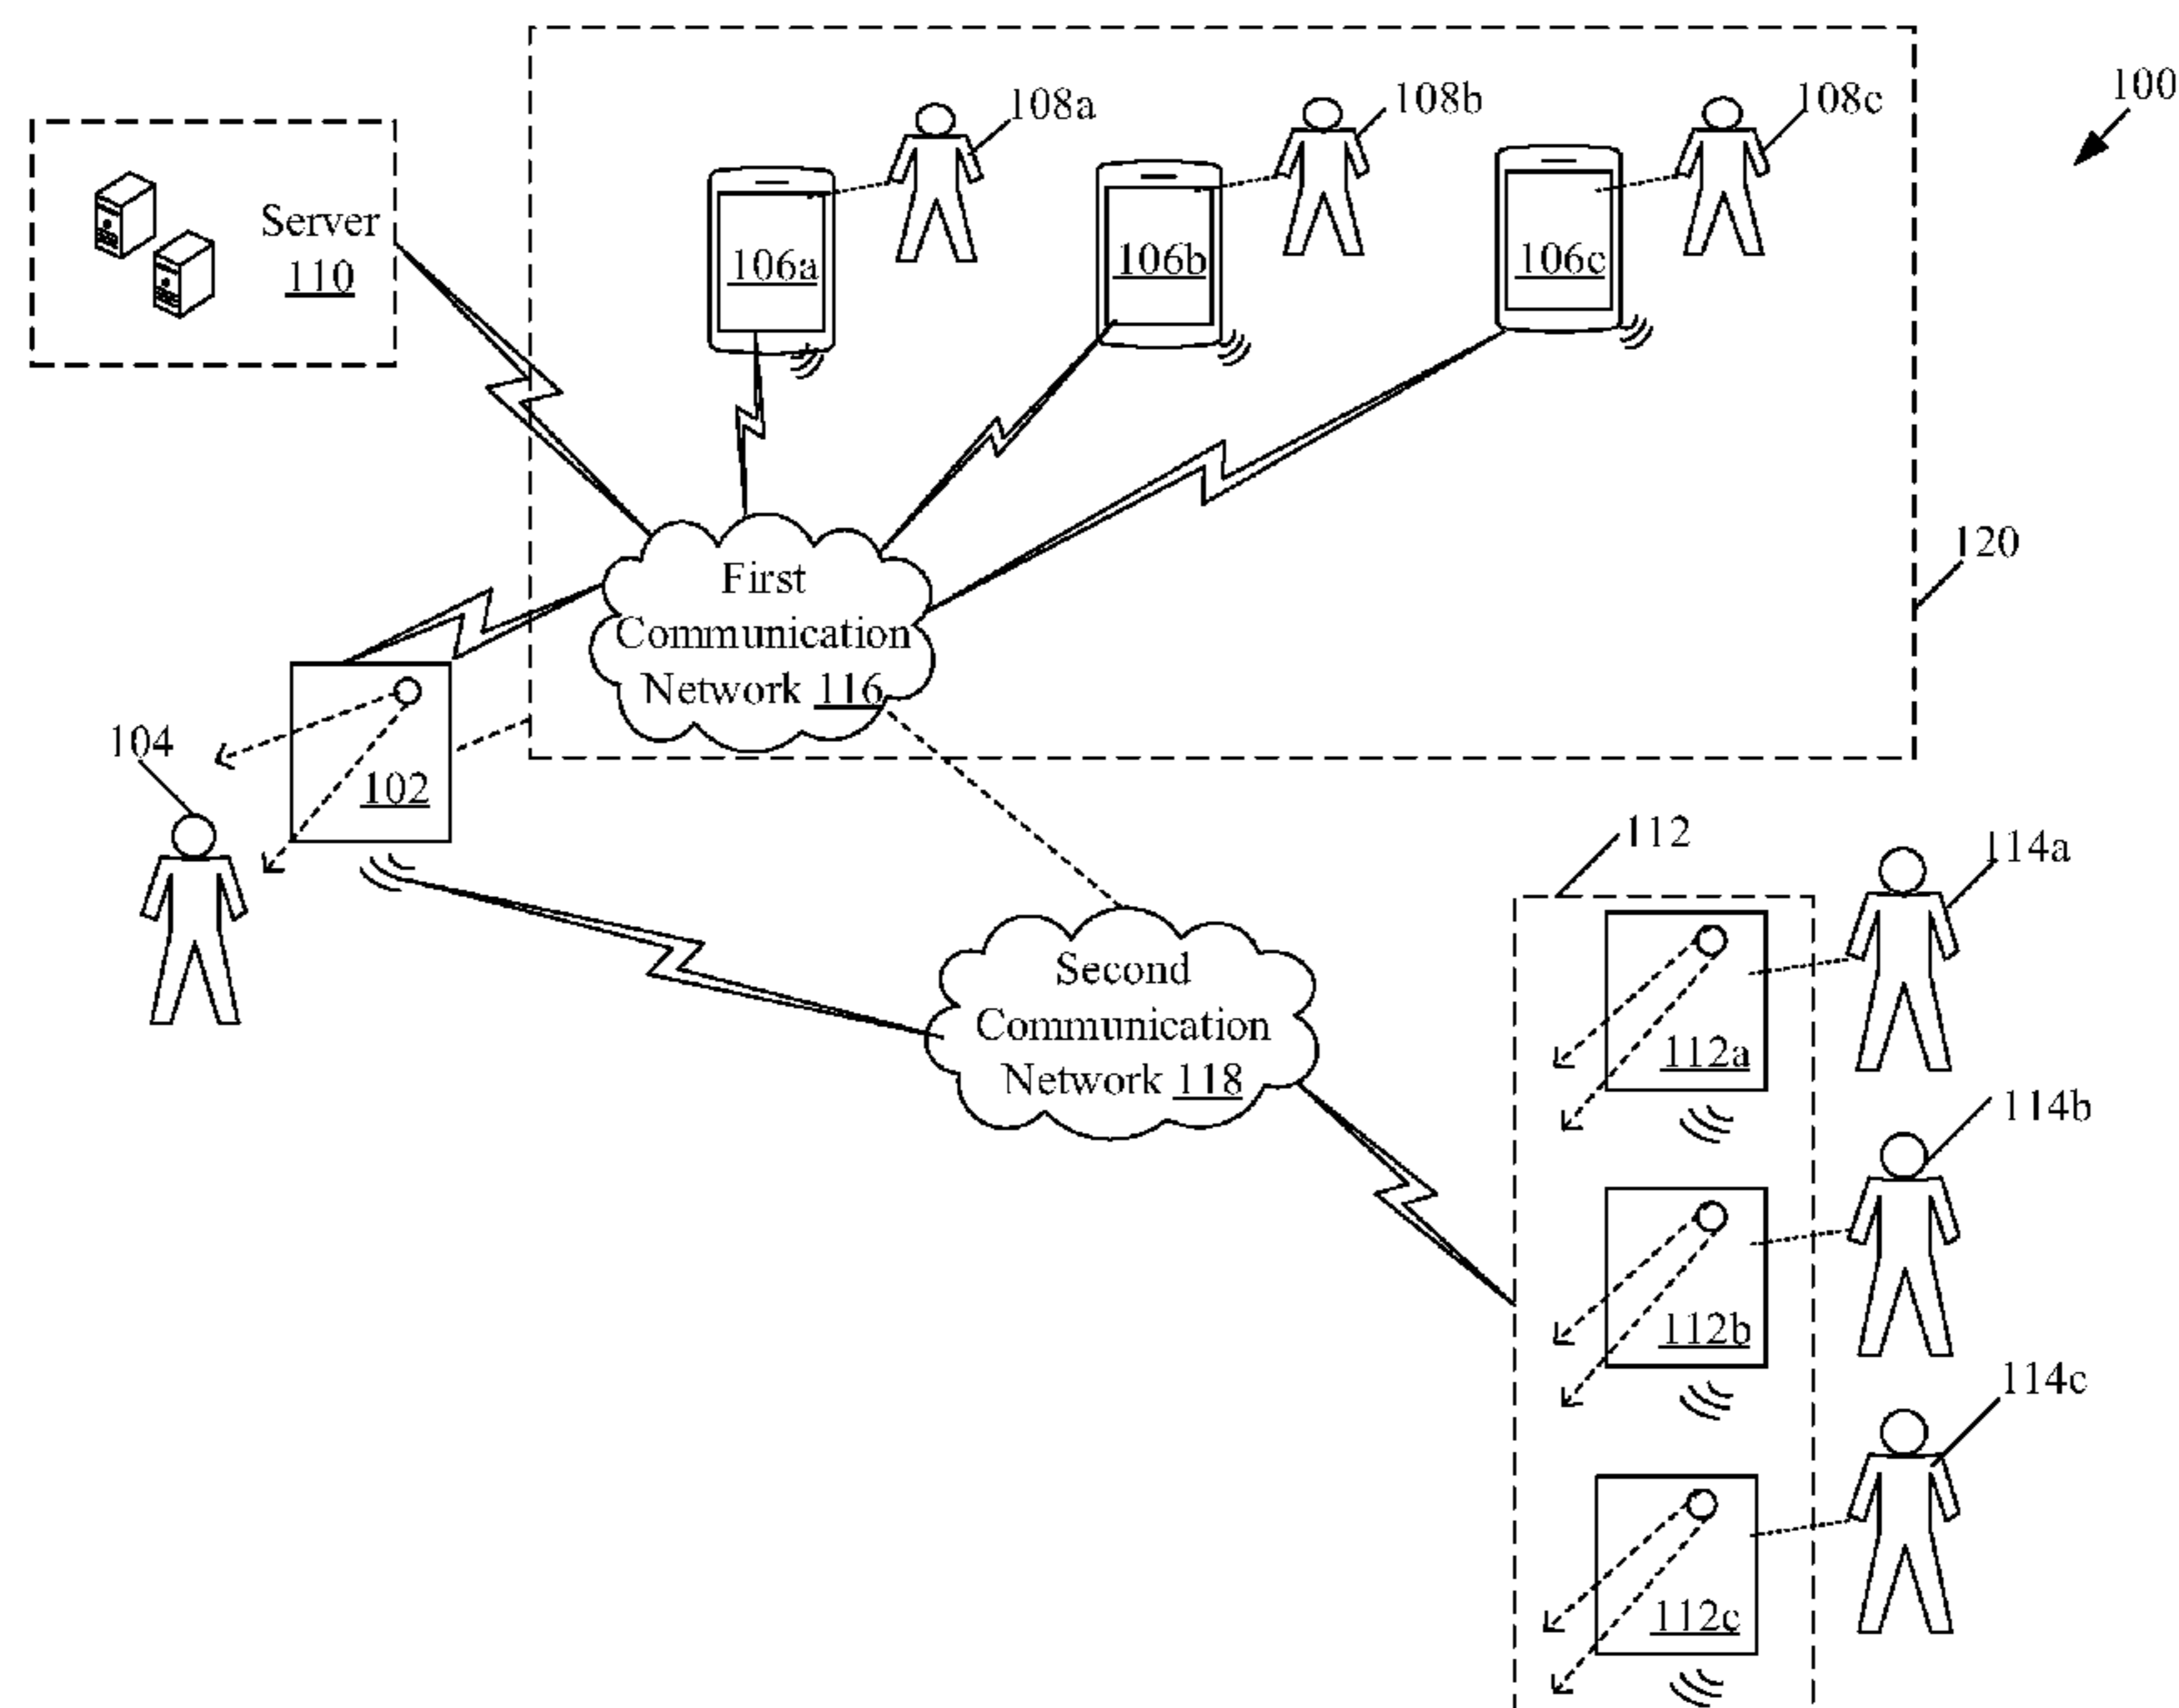 100
108a
108b
108c
Server
110
106a
106b
106c
120
First
Communication
Network 116
104
102
112
114a
Second
Communication
Network 118
112a
114b
112b
114c
112c